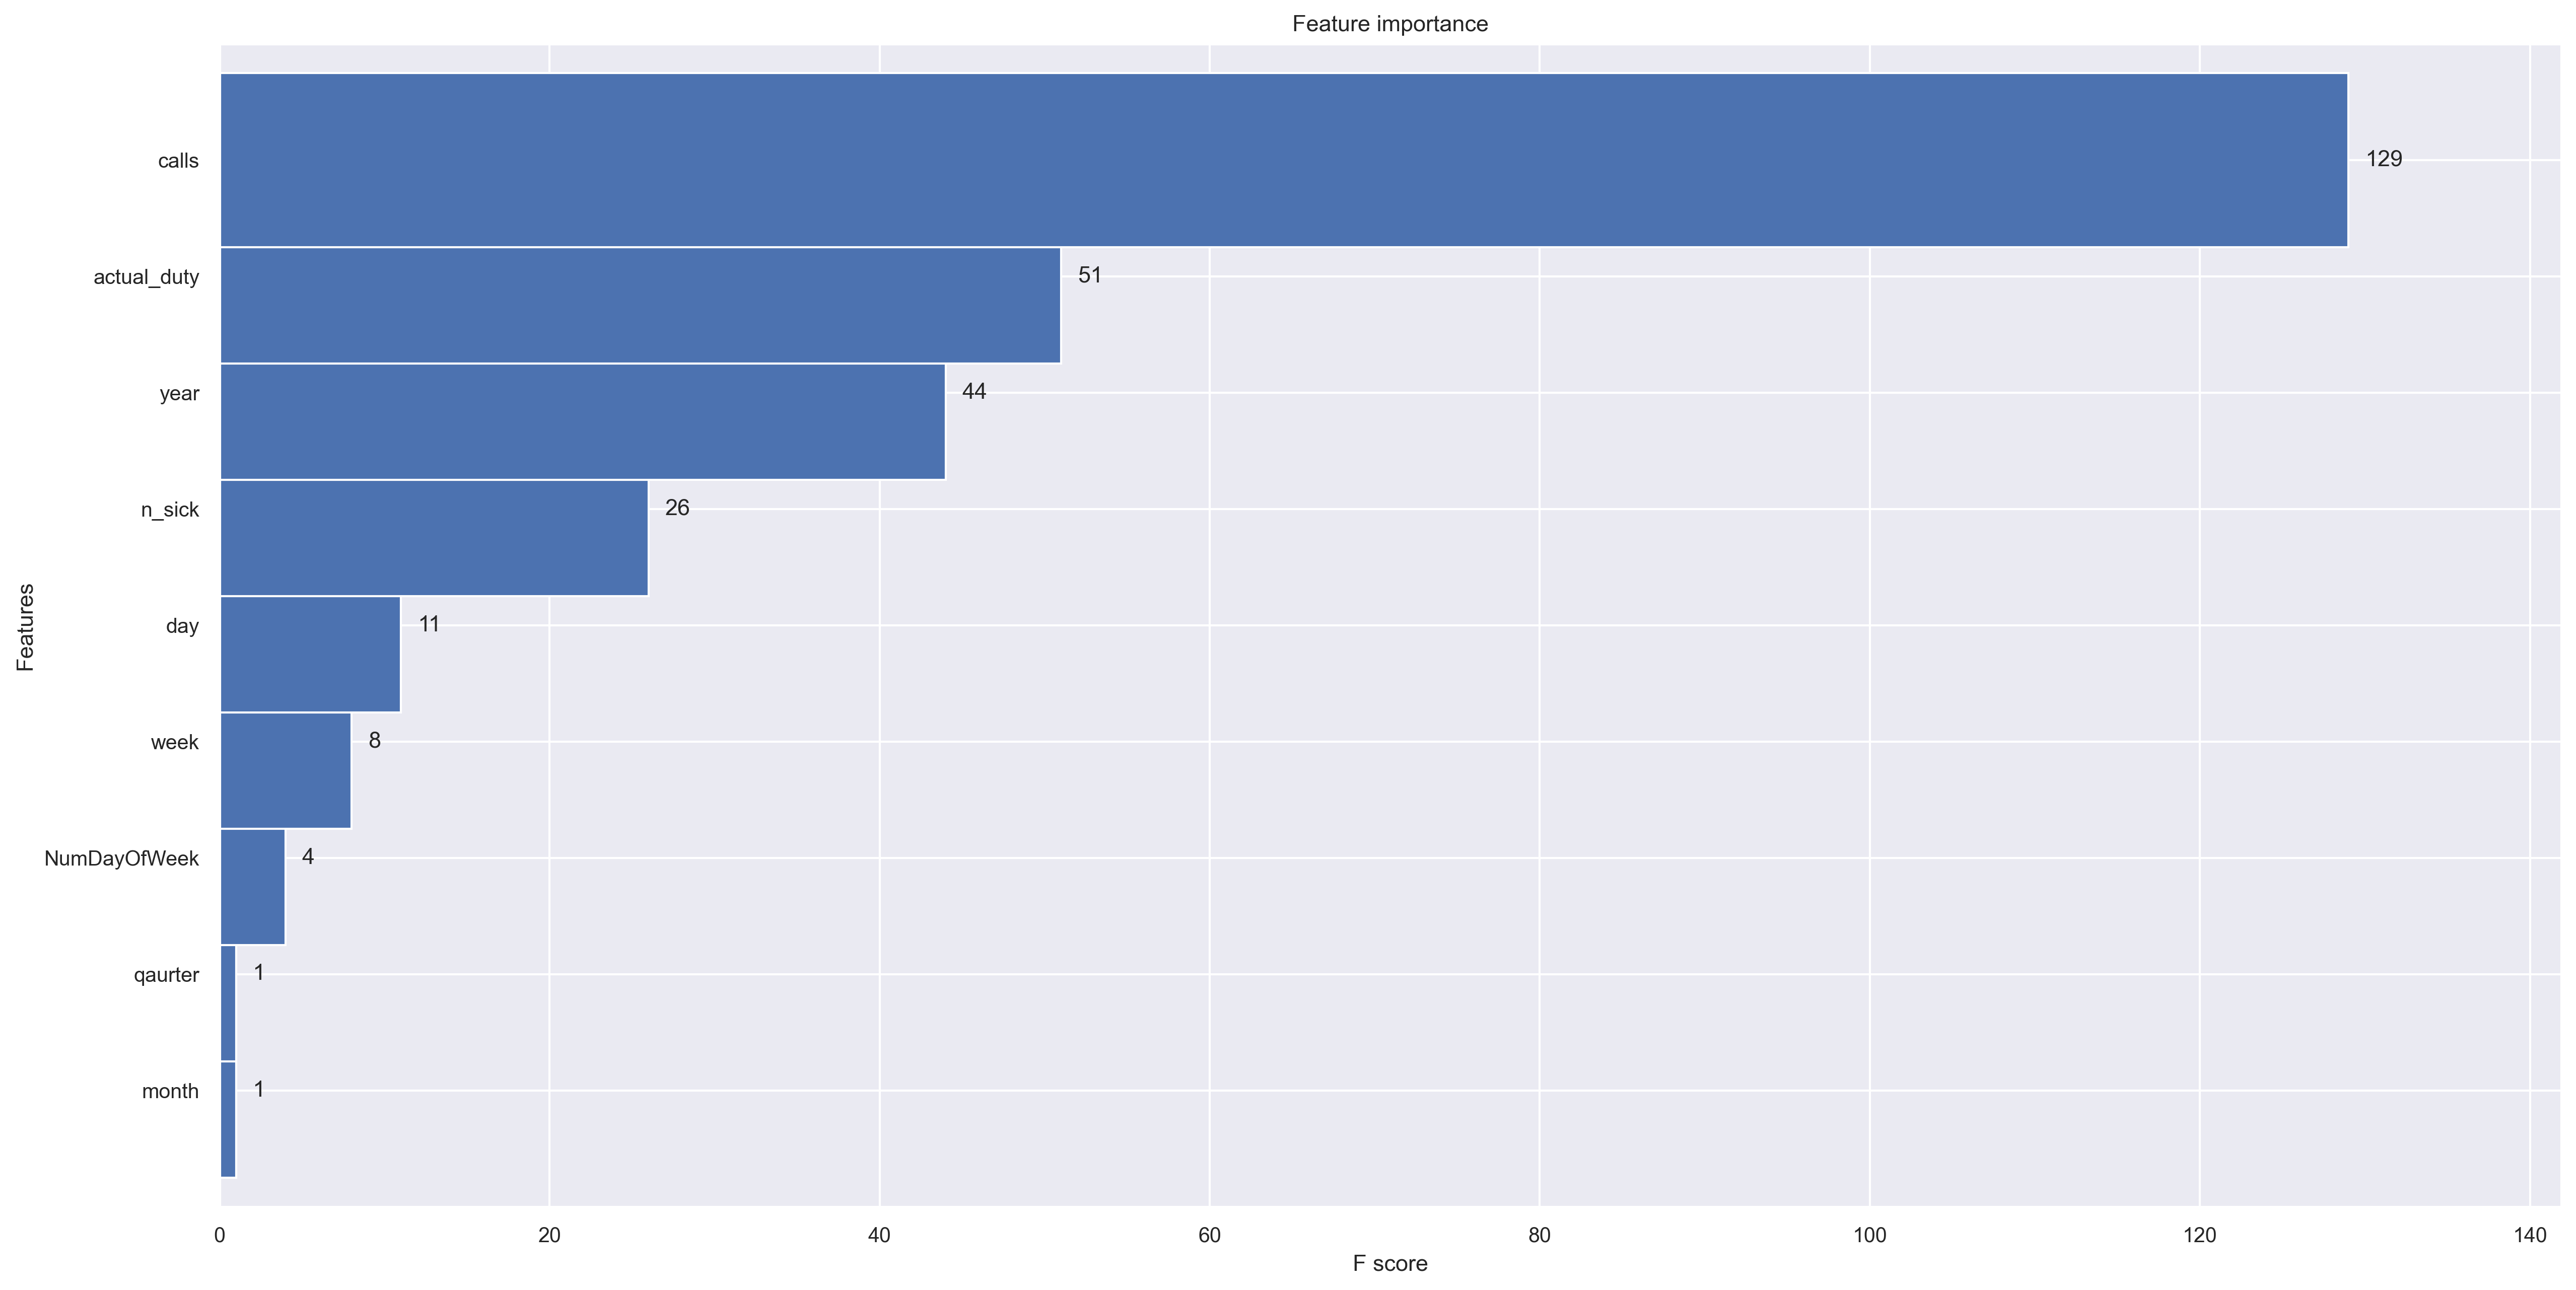 Feature importance
calls
129
actual_duty
51
year
44
n_sick
26
day
11
week
8
NumDayOfWeek
4
qaurter
1
month
1
Features
0 20 40 60 80 100 120 140
F score